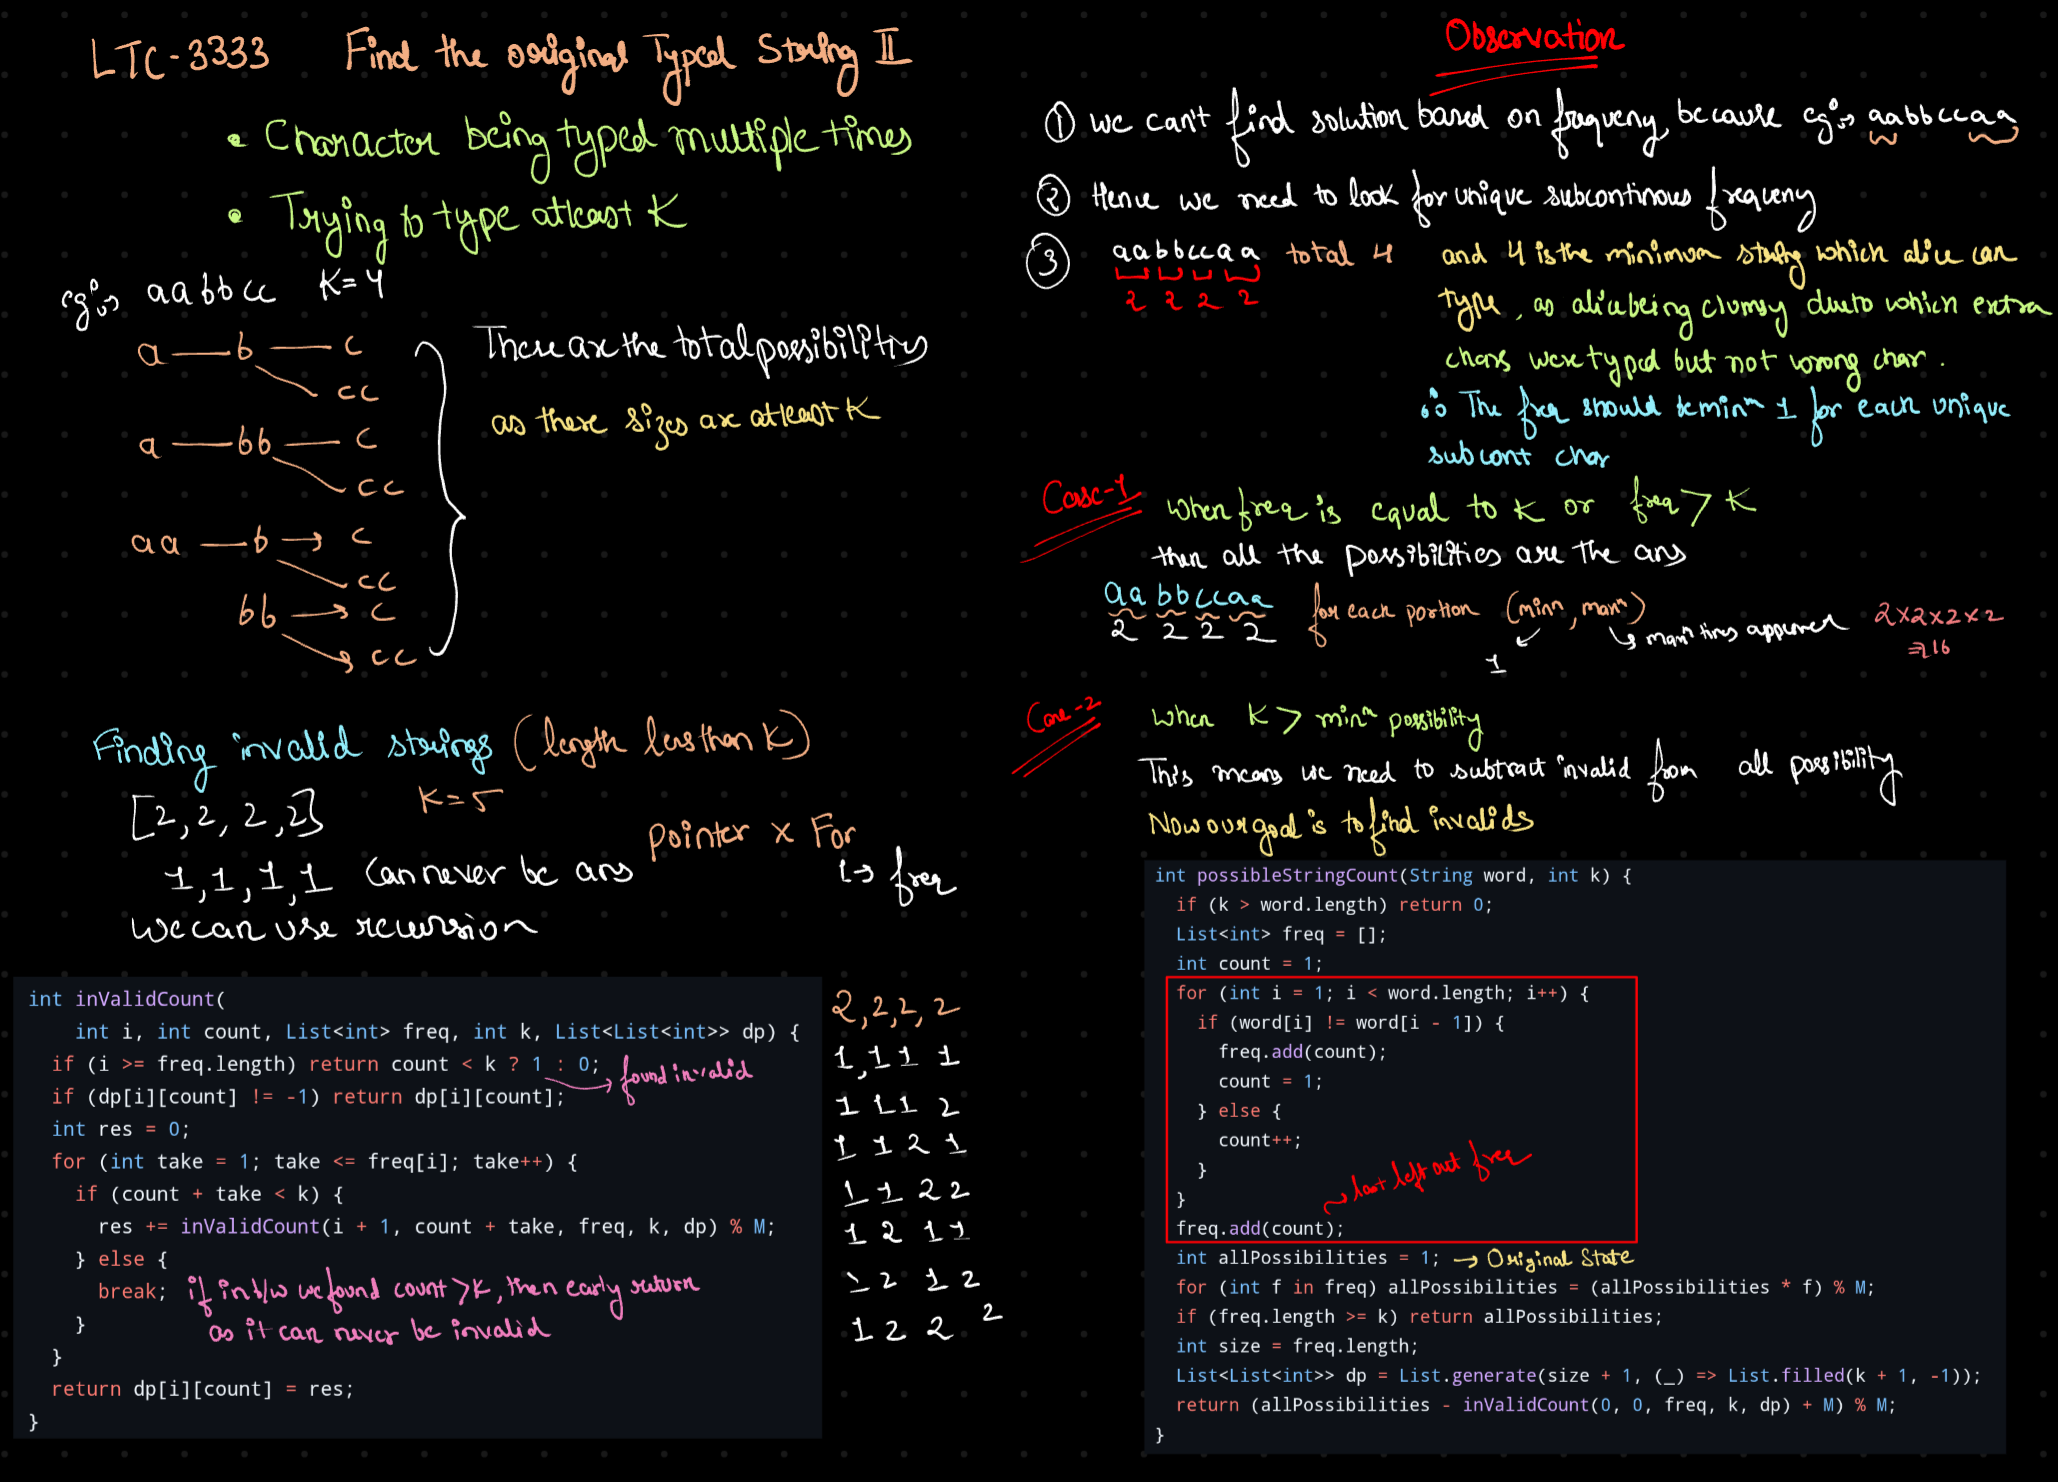 LTC-3333 Find the original Typed String II
• Character being typed multiple times
• Trying to type atleast K
eg:→ aabbcc K=4
a — b — c
cc
a — bb — c
cc
aa — b → c
cc
bb → c
cc
These are the total possibilities
as there sizes are atleast K
Finding invalid strings (length less than K)
[2,2,2,2] K=5
1,1,1,1 Can never be ans
pointer x For
↳ freq
We can use recursion
int inValidCount(
int i, int count, List<int> freq, int k, List<List<int>> dp) {
if (i >= freq.length) return count < k ? 1 : 0;
found invalid
if (dp[i][count] != -1) return dp[i][count];
int res = 0;
for (int take = 1; take <= freq[i]; take++) {
if (count + take < k) {
res += inValidCount(i + 1, count + take, freq, k, dp) % M;
} else {
break; if in b/w we found count >k, then early return
} as it can never be invalid
}
return dp[i][count] = res;
}
2,2,2,2
1,1 1 1
1 1 1 2
1 1 2 1
1 1 2 2
1 2 1 1
1 2 1 2
1 2 2 2
Observation
① we can't find solution based on frequeny, because eg:→ aabbccaa
② Hence we need to look for unique subcontinous frequeny
③ aabbccaa total 4 and 4 is the minimum string which alice can
2 2 2 2
type, as alice being clumsy due to which extra
chars were typed but not wrong char.
∴ The freq should be minᵐ 1 for each unique
subcont char
Case-1 When freq is equal to K or freq > K
then all the possibilities are the ans
aabbccaa for each portion (minᵐ, maxᵐ)
2 2 2 2
1
↳ maxᵐ times appeared
2x2x2x2
=16
Case-2 When K > minᵐ possibility
This means we need to subtract invalid from all possibility
Now our goal is to find invalids
int possibleStringCount(String word, int k) {
if (k > word.length) return 0;
List<int> freq = [];
int count = 1;
for (int i = 1; i < word.length; i++) {
if (word[i] != word[i - 1]) {
freq.add(count);
count = 1;
} else {
count++;
}
}
last left out freq
freq.add(count);
int allPossibilities = 1; → Original State
for (int f in freq) allPossibilities = (allPossibilities * f) % M;
if (freq.length >= k) return allPossibilities;
int size = freq.length;
List<List<int>> dp = List.generate(size + 1, (_) => List.filled(k + 1, -1));
return (allPossibilities - inValidCount(0, 0, freq, k, dp) + M) % M;
}